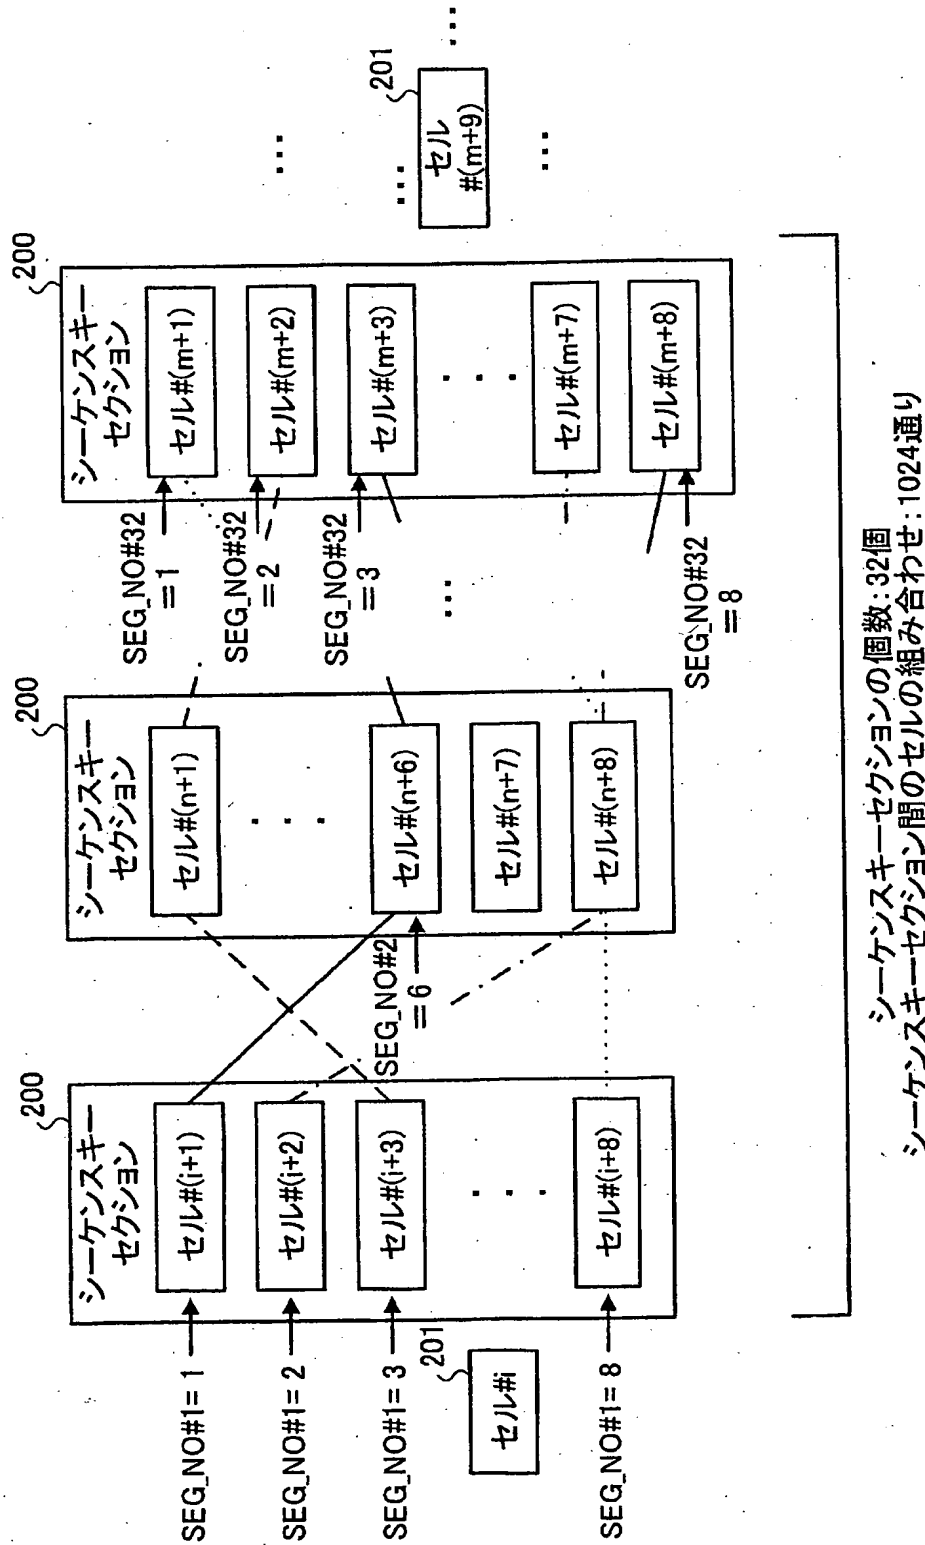 200
シーケンスキー
セクション
SEG_NO#1= 1
セル#(i+1)
SEG_NO#1= 2
セル#(i+2)
SEG_NO#1= 3
セル#(i+3)
201
セル#i
. . .
SEG_NO#1= 8
セル#(i+8)
200
シーケンスキー
セクション
セル#(n+1)
. . .
SEG_NO#2
=6
セル#(n+6)
セル#(n+7)
セル#(n+8)
200
シーケンスキー
セクション
SEG_NO#32
=1
セル#(m+1)
SEG_NO#32
=2
セル#(m+2)
SEG_NO#32
=3
セル#(m+3)
...
. . .
セル#(m+7)
セル#(m+8)
SEG_NO#32
=8
...
...
201
セル
#(m+9)
...
...
シーケンスキーセクションの個数:32個
シーケンスキーセクション間のセルの組み合わせ:1024通り